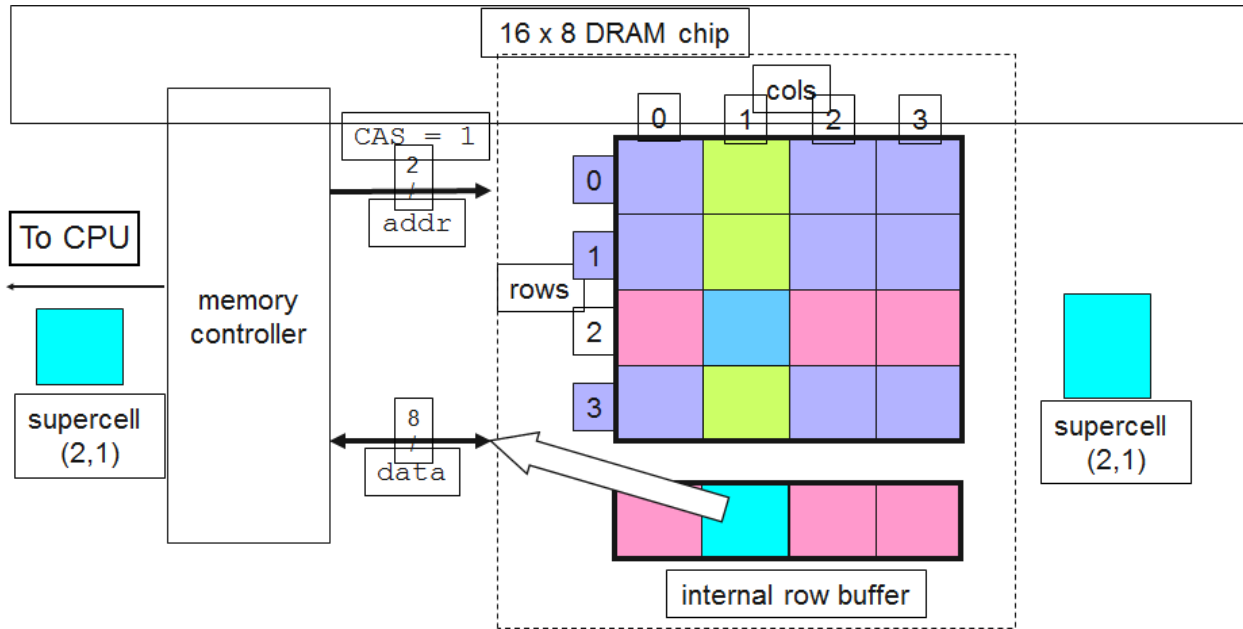 16 x 8 DRAM chip
cols
0 1 2 3
CAS = 1
2
/
addr
0
To CPU
1
rows
memory
controller
2
supercell
(2,1)
3
8
/
data
supercell
(2,1)
internal row buffer